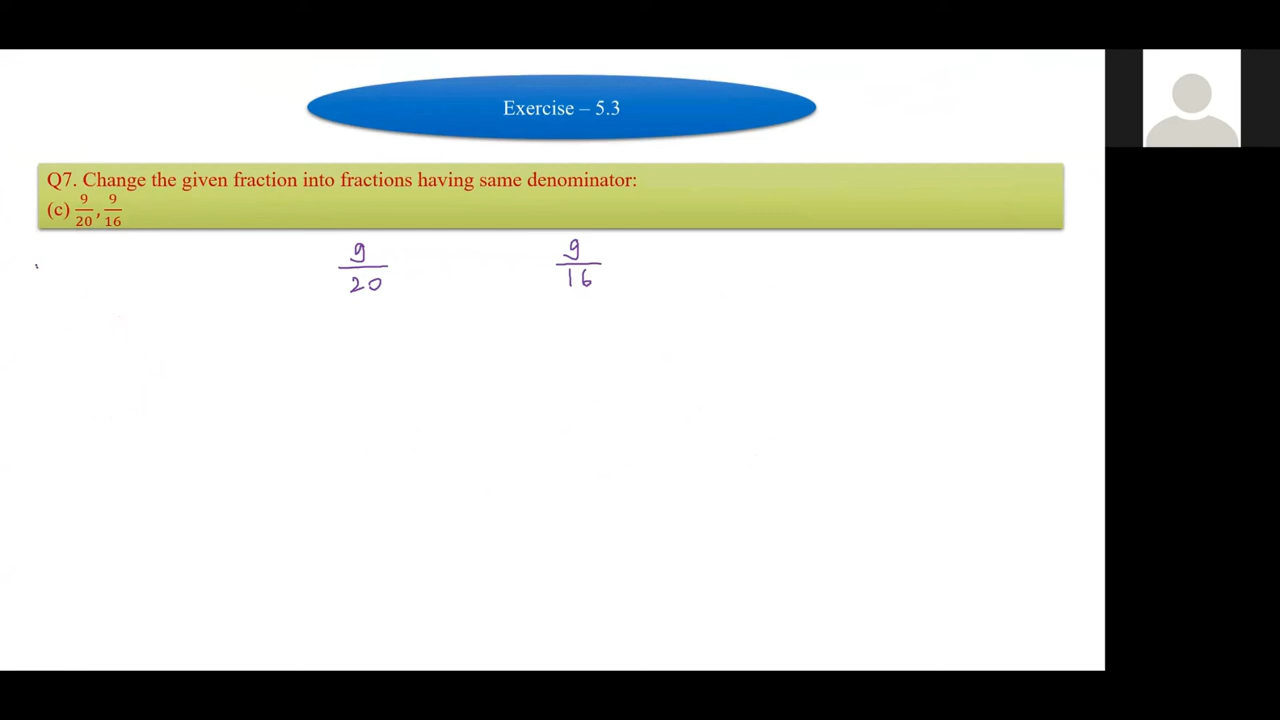 Exercise – 5.3
Q7. Change the given fraction into fractions having same denominator:
(c) 9/20, 9/16
9/20 9/16